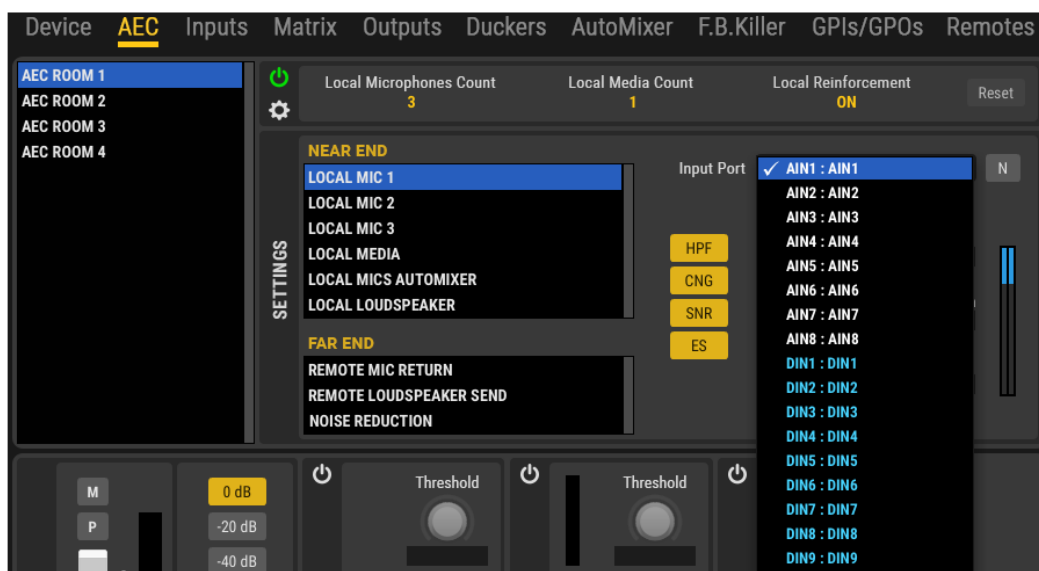 Device AEC Inputs Matrix Outputs Duckers AutoMixer F.B.Killer GPIs/GPOs Remotes
AEC ROOM 1
AEC ROOM 2
AEC ROOM 3
AEC ROOM 4
Local Microphones Count
3
Local Media Count
1
Local Reinforcement
ON
Reset
SETTINGS
NEAR END
LOCAL MIC 1
LOCAL MIC 2
LOCAL MIC 3
LOCAL MEDIA
LOCAL MICS AUTOMIXER
LOCAL LOUDSPEAKER
FAR END
REMOTE MIC RETURN
REMOTE LOUDSPEAKER SEND
NOISE REDUCTION
HPF
CNG
SNR
ES
Input Port
AIN1 : AIN1
AIN2 : AIN2
AIN3 : AIN3
AIN4 : AIN4
AIN5 : AIN5
AIN6 : AIN6
AIN7 : AIN7
AIN8 : AIN8
DIN1 : DIN1
DIN2 : DIN2
DIN3 : DIN3
DIN4 : DIN4
DIN5 : DIN5
DIN6 : DIN6
DIN7 : DIN7
DIN8 : DIN8
DIN9 : DIN9
N
M
P
0 dB
-20 dB
-40 dB
Threshold
Threshold